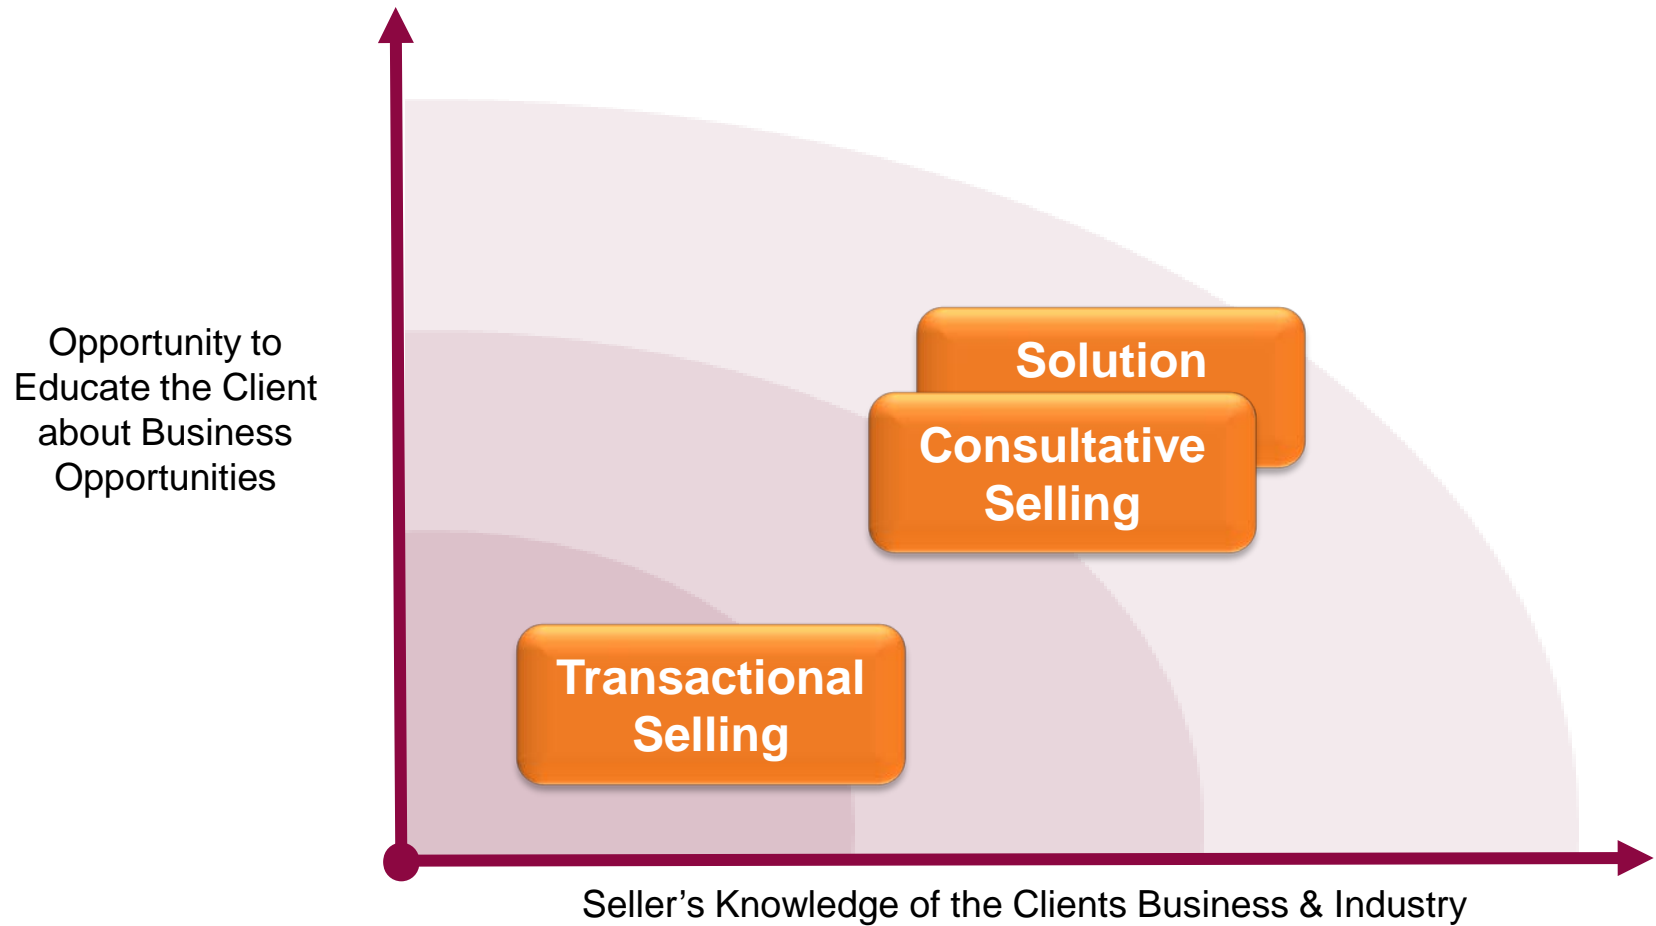 Opportunity to
Educate the Client
about Business
Opportunities
Solution
Consultative
Selling
Transactional
Selling
Seller’s Knowledge of the Clients Business & Industry